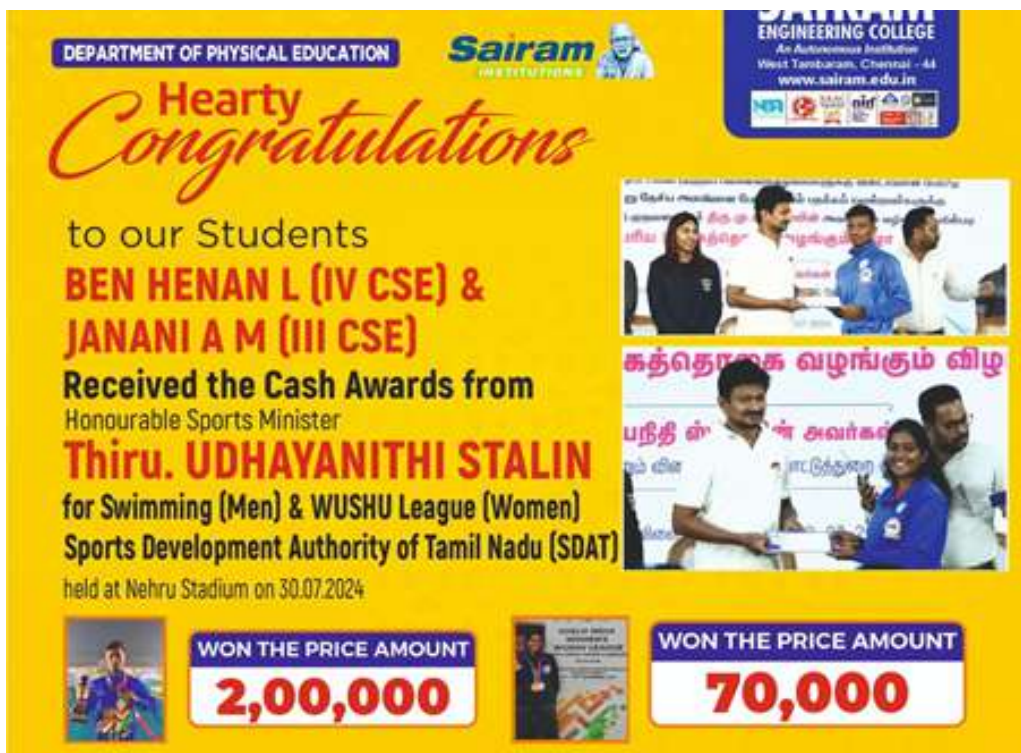 DEPARTMENT OF PHYSICAL EDUCATION
Sairam
INSTITUTIONS
SAIRAM
ENGINEERING COLLEGE
An Autonomous Institution
West Tambaram, Chennai - 44
www.sairam.edu.in
Hearty
Congratulations
to our Students
BEN HENAN L (IV CSE) &
JANANI A M (III CSE)
Received the Cash Awards from
Honourable Sports Minister
Thiru. UDHAYANITHI STALIN
for Swimming (Men) & WUSHU League (Women)
Sports Development Authority of Tamil Nadu (SDAT)
held at Nehru Stadium on 30.07.2024
கத்தொகை வழங்கும் விழ
அவர்கள்
WON THE PRICE AMOUNT
2,00,000
WON THE PRICE AMOUNT
70,000